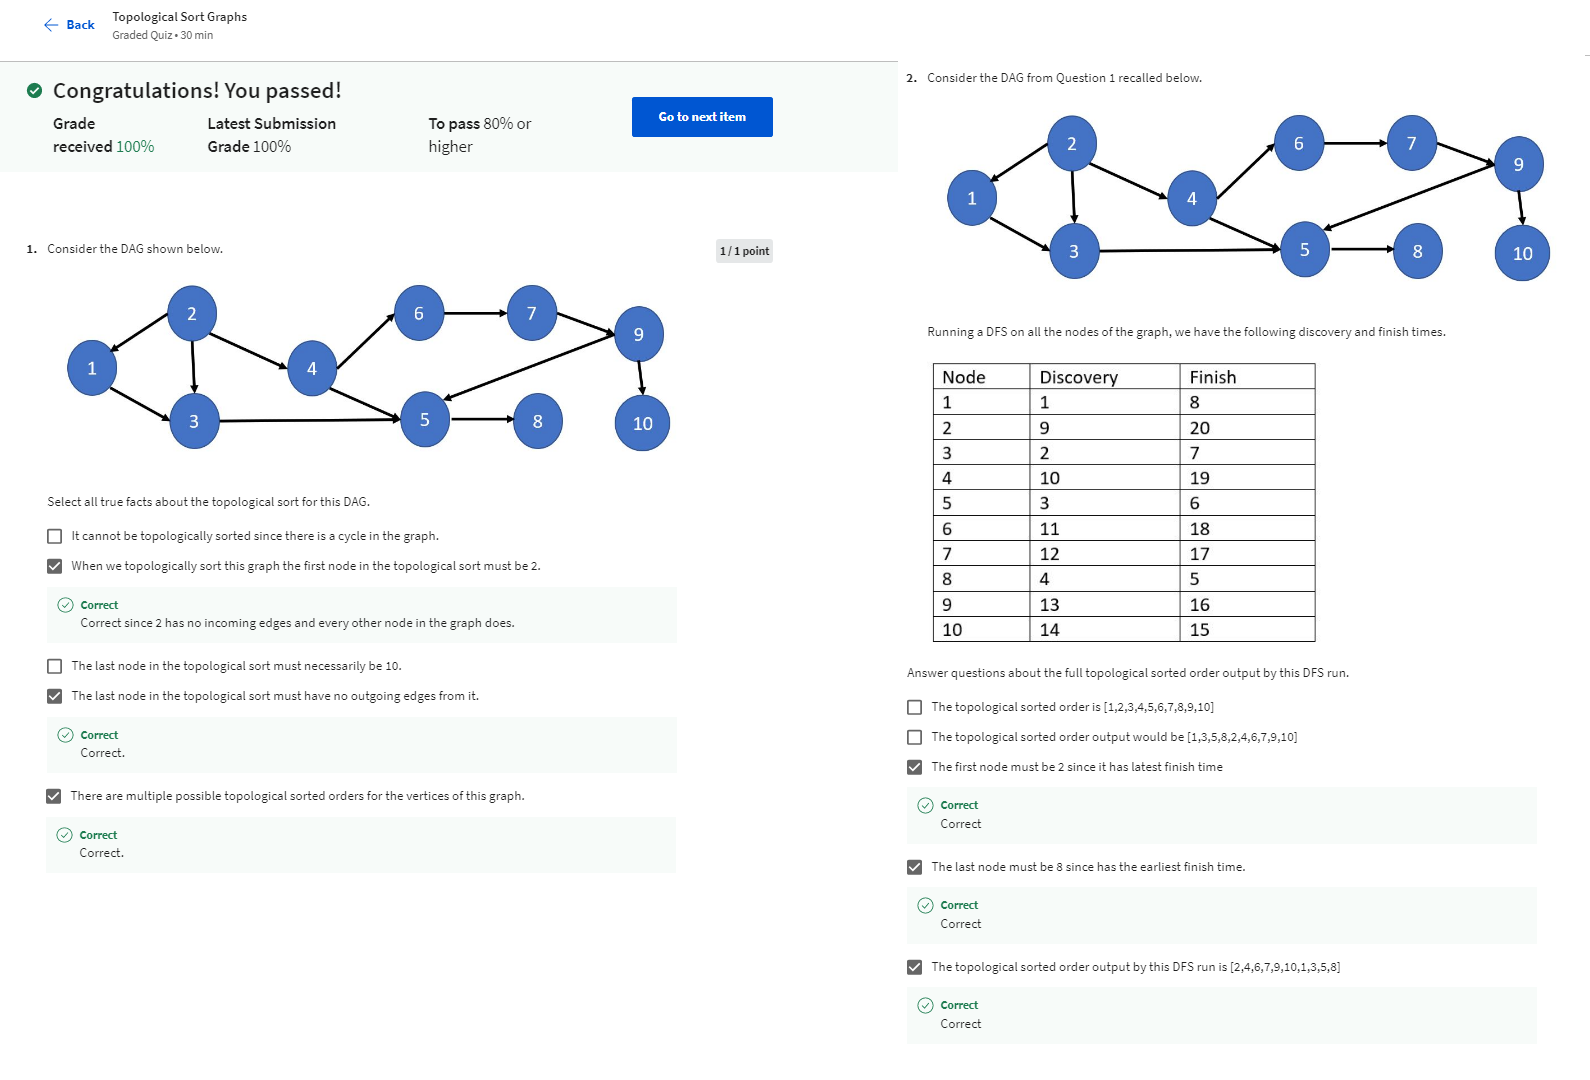 Back
Topological Sort Graphs
Graded Quiz • 30 min
Congratulations! You passed!
Grade received 100%
Latest Submission Grade 100%
To pass 80% or higher
Go to next item
1. Consider the DAG shown below.
1 / 1 point
2
6
7
9
1
4
3
5
8
10
Select all true facts about the topological sort for this DAG.
It cannot be topologically sorted since there is a cycle in the graph.
When we topologically sort this graph the first node in the topological sort must be 2.
Correct
Correct since 2 has no incoming edges and every other node in the graph does.
The last node in the topological sort must necessarily be 10.
The last node in the topological sort must have no outgoing edges from it.
Correct
Correct.
There are multiple possible topological sorted orders for the vertices of this graph.
Correct
Correct.
2. Consider the DAG from Question 1 recalled below.
2
6
7
9
1
4
3
5
8
10
Running a DFS on all the nodes of the graph, we have the following discovery and finish times.
Node Discovery Finish
1 1 8
2 9 20
3 2 7
4 10 19
5 3 6
6 11 18
7 12 17
8 4 5
9 13 16
10 14 15
Answer questions about the full topological sorted order output by this DFS run.
The topological sorted order is [1,2,3,4,5,6,7,8,9,10]
The topological sorted order output would be [1,3,5,8,2,4,6,7,9,10]
The first node must be 2 since it has latest finish time
Correct
Correct
The last node must be 8 since has the earliest finish time.
Correct
Correct
The topological sorted order output by this DFS run is [2,4,6,7,9,10,1,3,5,8]
Correct
Correct